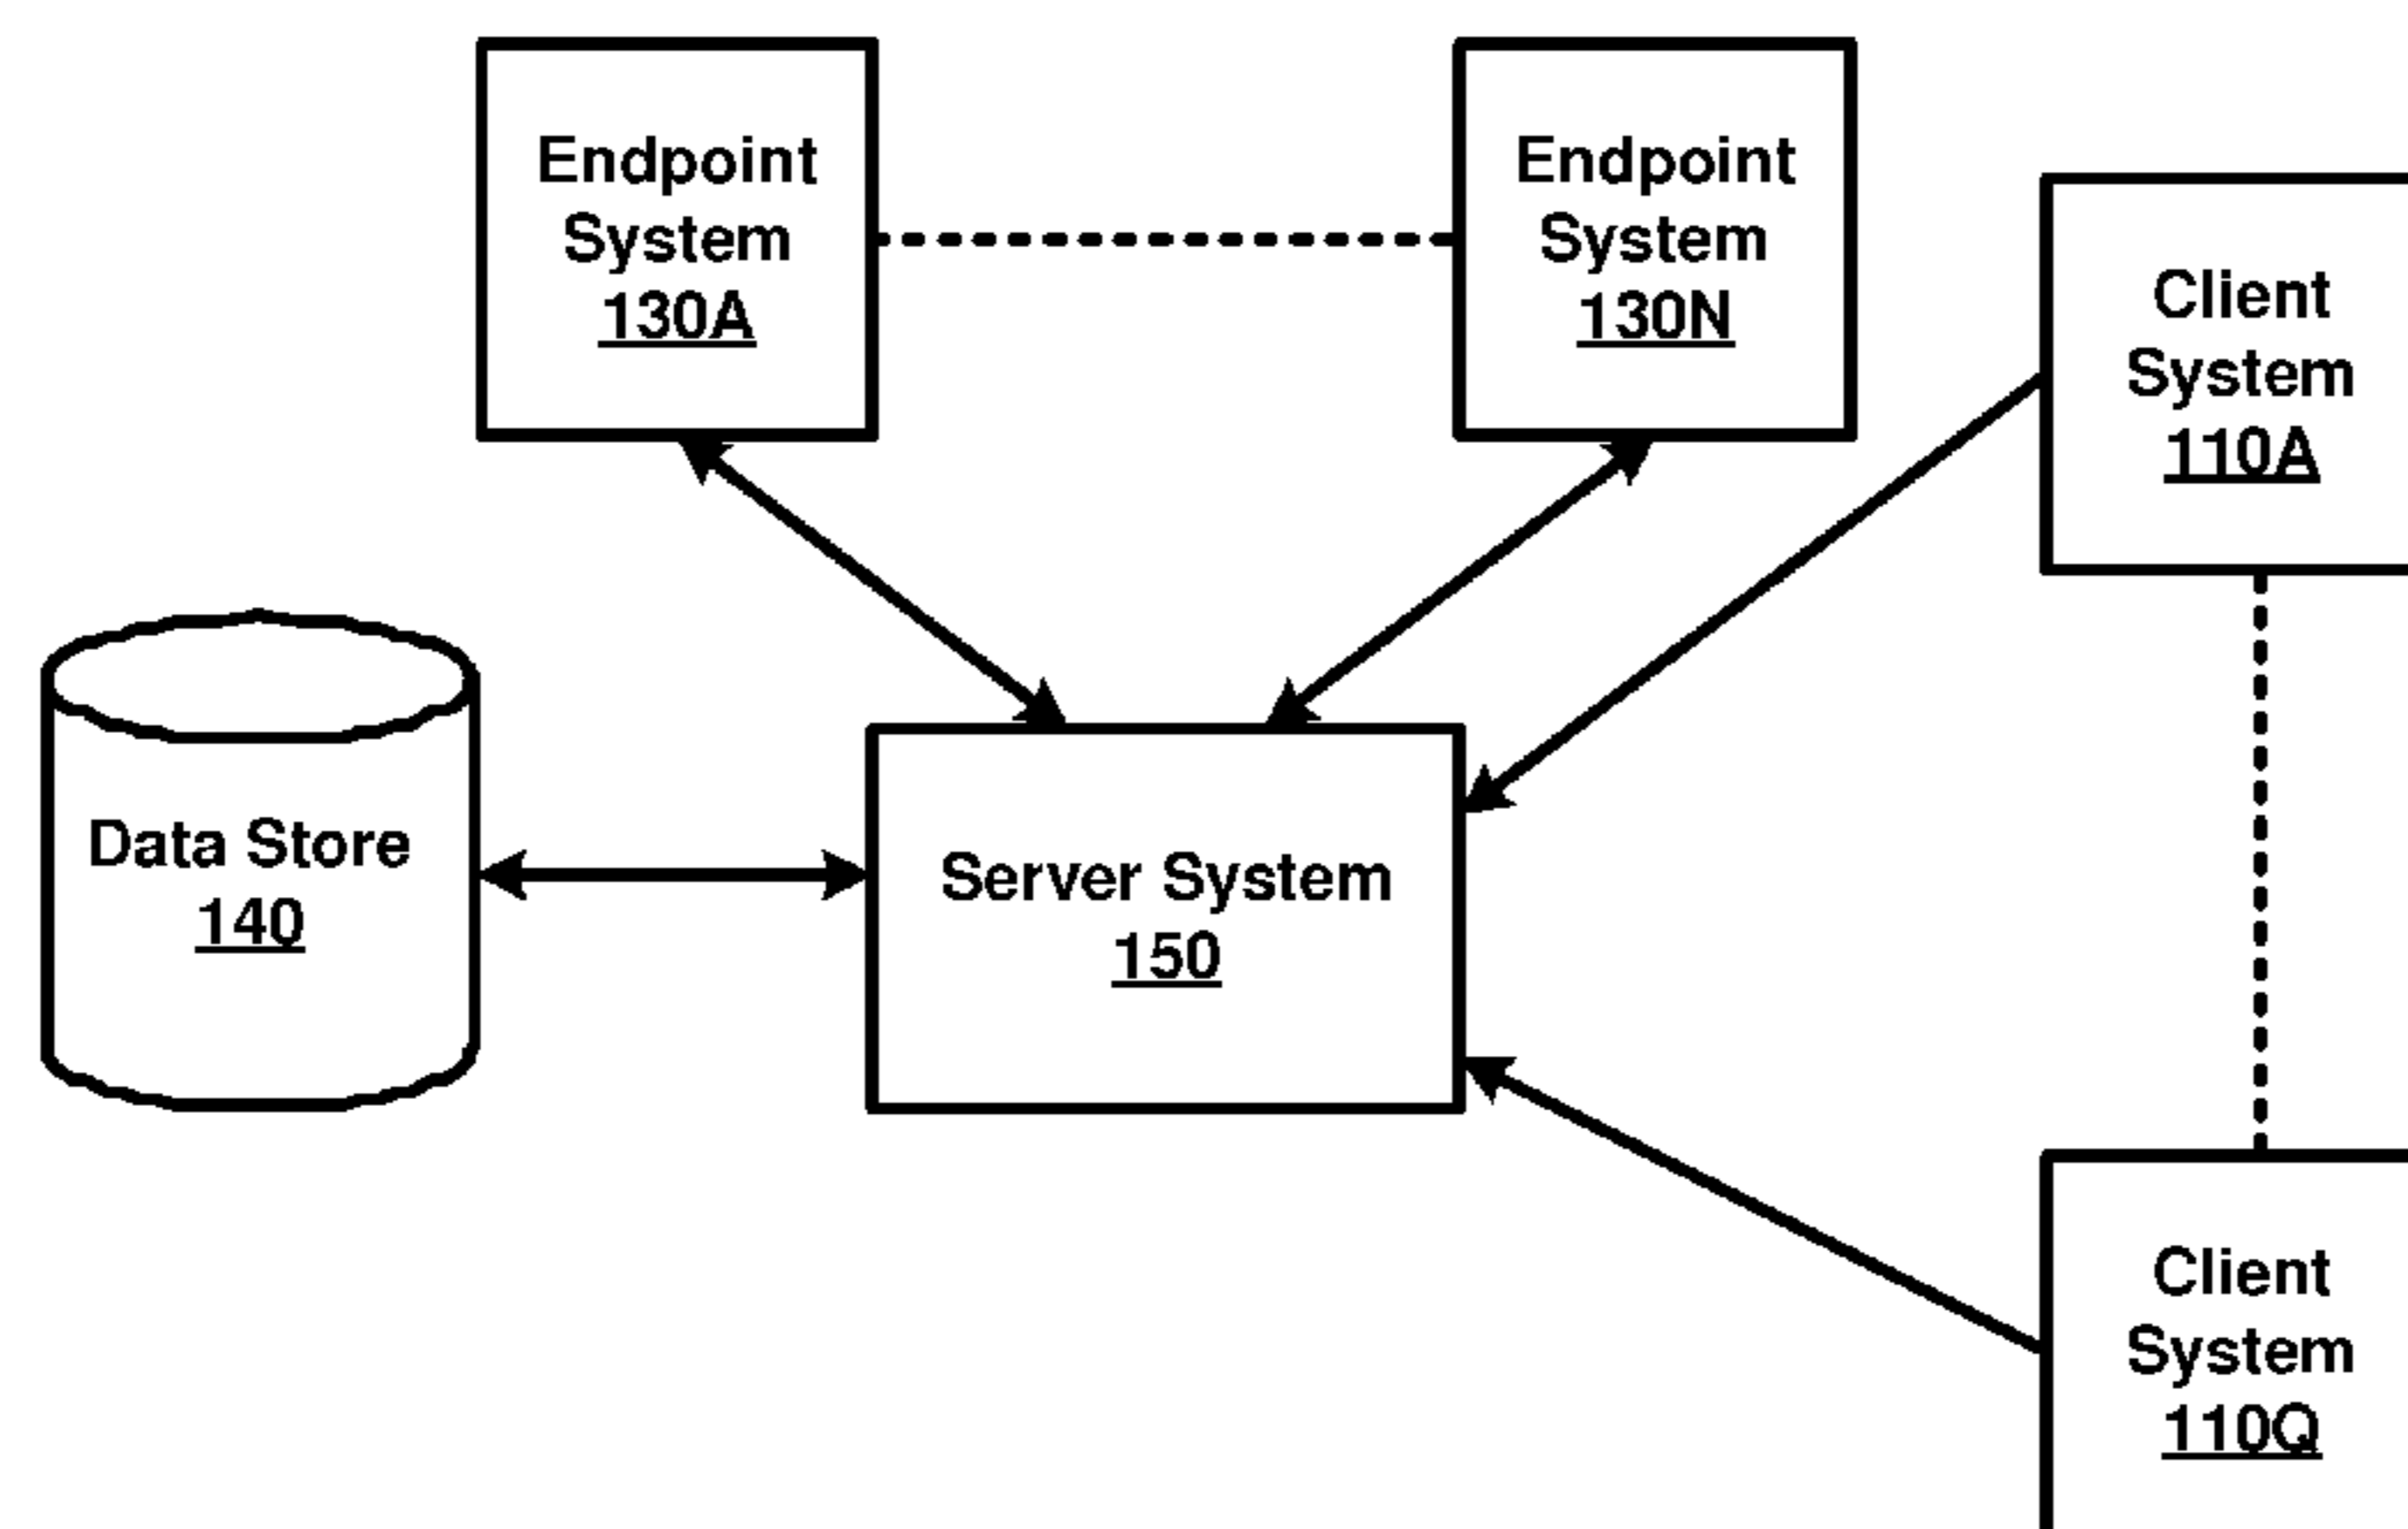 Endpoint
System
130A
Endpoint
System
130N
Client
System
110A
Data Store
140
Server System
150
Client
System
110Q